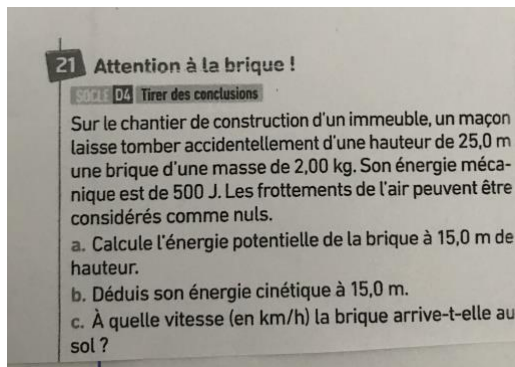 21 Attention à la brique !
SOCLE D4 Tirer des conclusions
Sur le chantier de construction d'un immeuble, un maçon
laisse tomber accidentellement d'une hauteur de 25,0 m
une brique d'une masse de 2,00 kg. Son énergie méca-
nique est de 500 J. Les frottements de l'air peuvent être
considérés comme nuls.
a. Calcule l'énergie potentielle de la brique à 15,0 m de
hauteur.
b. Déduis son énergie cinétique à 15,0 m.
c. À quelle vitesse (en km/h) la brique arrive-t-elle au
sol ?